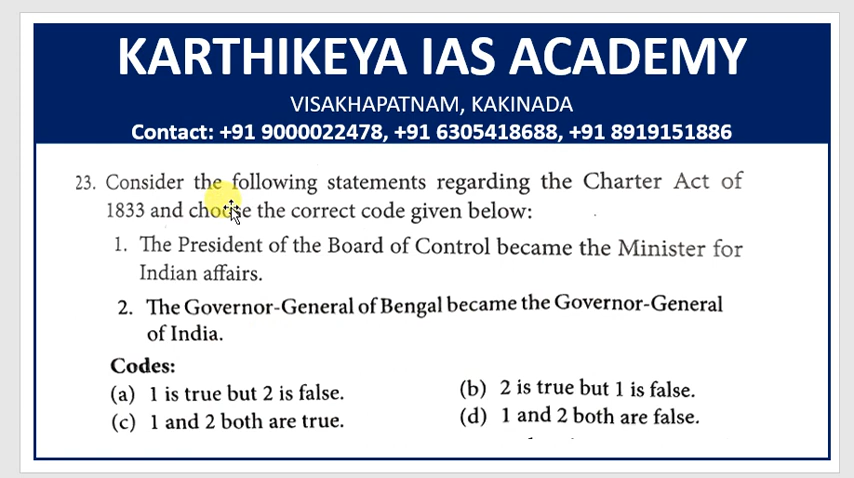 KARTHIKEYA IAS ACADEMY
VISAKHAPATNAM, KAKINADA
Contact: +91 9000022478, +91 6305418688, +91 8919151886
23. Consider the following statements regarding the Charter Act of
1833 and choose the correct code given below:
1. The President of the Board of Control became the Minister for
Indian affairs.
2. The Governor-General of Bengal became the Governor-General
of India.
Codes:
(a) 1 is true but 2 is false.
(b) 2 is true but 1 is false.
(c) 1 and 2 both are true.
(d) 1 and 2 both are false.